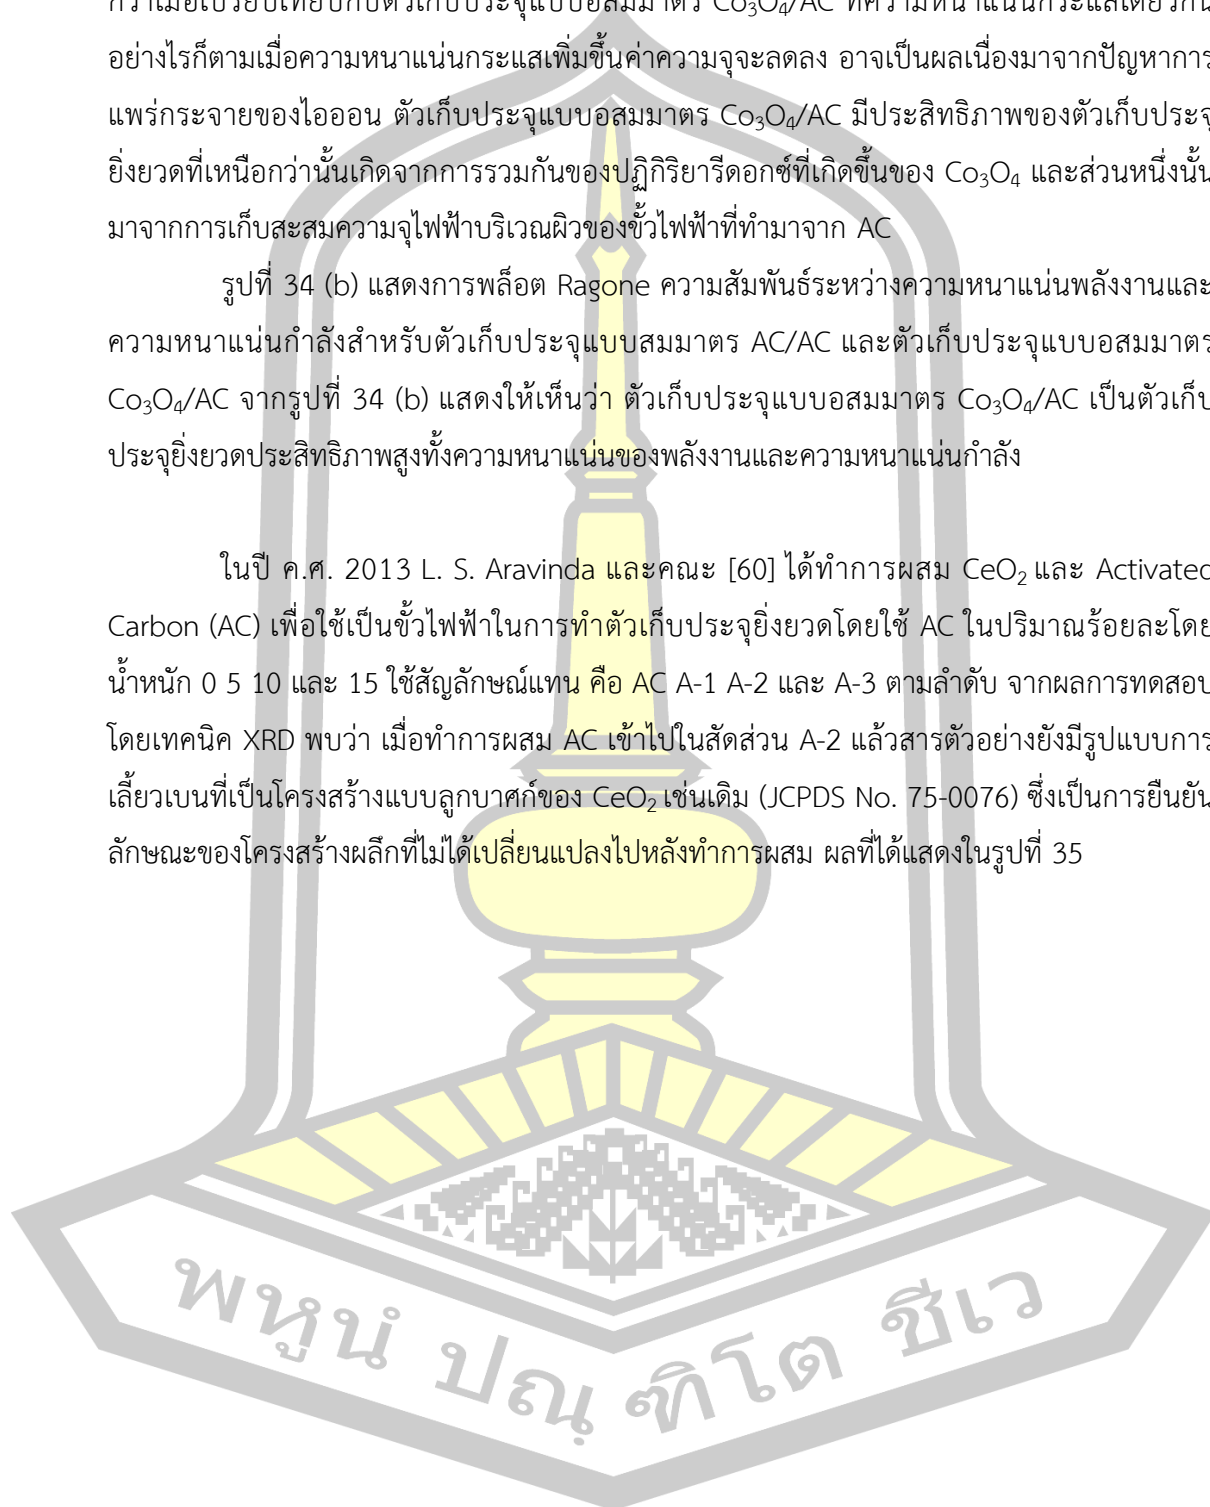 กว่าเมื่อเปรียบเทียบกับตัวเก็บประจุแบบอสมมาตร Co₃O₄/AC ที่ความหนาแน่นกระแสเดียวกัน
อย่างไรก็ตามเมื่อความหนาแน่นกระแสเพิ่มขึ้นค่าความจุจะลดลง อาจเป็นผลเนื่องมาจากปัญหาการ
แพร่กระจายของไอออน ตัวเก็บประจุแบบอสมมาตร Co₃O₄/AC มีประสิทธิภาพของตัวเก็บประจุ
ยิ่งยวดที่เหนือกว่านั้นเกิดจากการรวมกันของปฏิกิริยารีดอกซ์ที่เกิดขึ้นของ Co₃O₄ และส่วนหนึ่งนั้น
มาจากการเก็บสะสมความจุไฟฟ้าบริเวณผิวของขั้วไฟฟ้าที่ทำมาจาก AC
รูปที่ 34 (b) แสดงการพล็อต Ragone ความสัมพันธ์ระหว่างความหนาแน่นพลังงานและ
ความหนาแน่นกำลังสำหรับตัวเก็บประจุแบบสมมาตร AC/AC และตัวเก็บประจุแบบอสมมาตร
Co₃O₄/AC จากรูปที่ 34 (b) แสดงให้เห็นว่า ตัวเก็บประจุแบบอสมมาตร Co₃O₄/AC เป็นตัวเก็บ
ประจุยิ่งยวดประสิทธิภาพสูงทั้งความหนาแน่นของพลังงานและความหนาแน่นกำลัง
ในปี ค.ศ. 2013 L. S. Aravinda และคณะ [60] ได้ทำการผสม CeO₂ และ Activated
Carbon (AC) เพื่อใช้เป็นขั้วไฟฟ้าในการทำตัวเก็บประจุยิ่งยวดโดยใช้ AC ในปริมาณร้อยละโดย
น้ำหนัก 0 5 10 และ 15 ใช้สัญลักษณ์แทน คือ AC A-1 A-2 และ A-3 ตามลำดับ จากผลการทดสอบ
โดยเทคนิค XRD พบว่า เมื่อทำการผสม AC เข้าไปในสัดส่วน A-2 แล้วสารตัวอย่างยังมีรูปแบบการ
เลี้ยวเบนที่เป็นโครงสร้างแบบลูกบาศก์ของ CeO₂ เช่นเดิม (JCPDS No. 75-0076) ซึ่งเป็นการยืนยัน
ลักษณะของโครงสร้างผลึกที่ไม่ได้เปลี่ยนแปลงไปหลังทำการผสม ผลที่ได้แสดงในรูปที่ 35
พหูนํ ปณฺฑิโต ชีเว